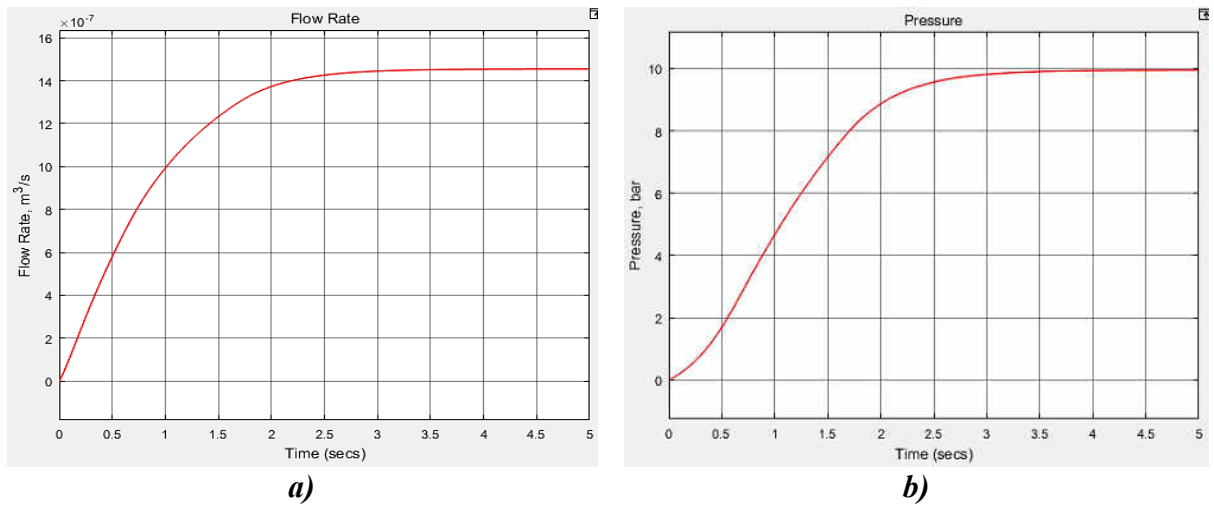 Flow Rate
×10⁻⁷
16
14
12
10
8
6
4
2
0
Flow Rate, m³/s
0 0.5 1 1.5 2 2.5 3 3.5 4 4.5 5
Time (secs)
a)
Pressure
10
8
6
4
2
0
Pressure, bar
0 0.5 1 1.5 2 2.5 3 3.5 4 4.5 5
Time (secs)
b)